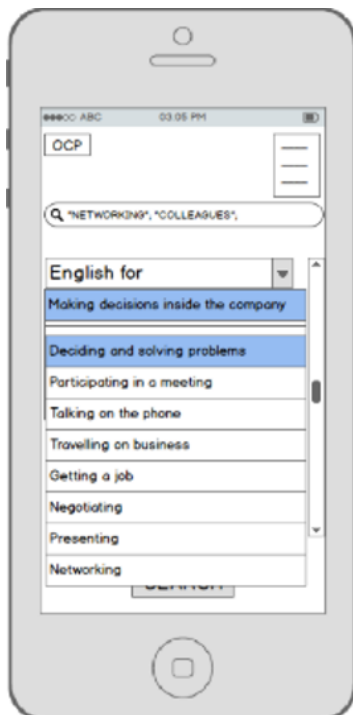 ABC 03.05 PM
OCP
"NETWORKING", "COLLEAGUES",
English for
Making decisions inside the company
Deciding and solving problems
Participating in a meeting
Talking on the phone
Travelling on business
Getting a job
Negotiating
Presenting
Networking
SEARCH